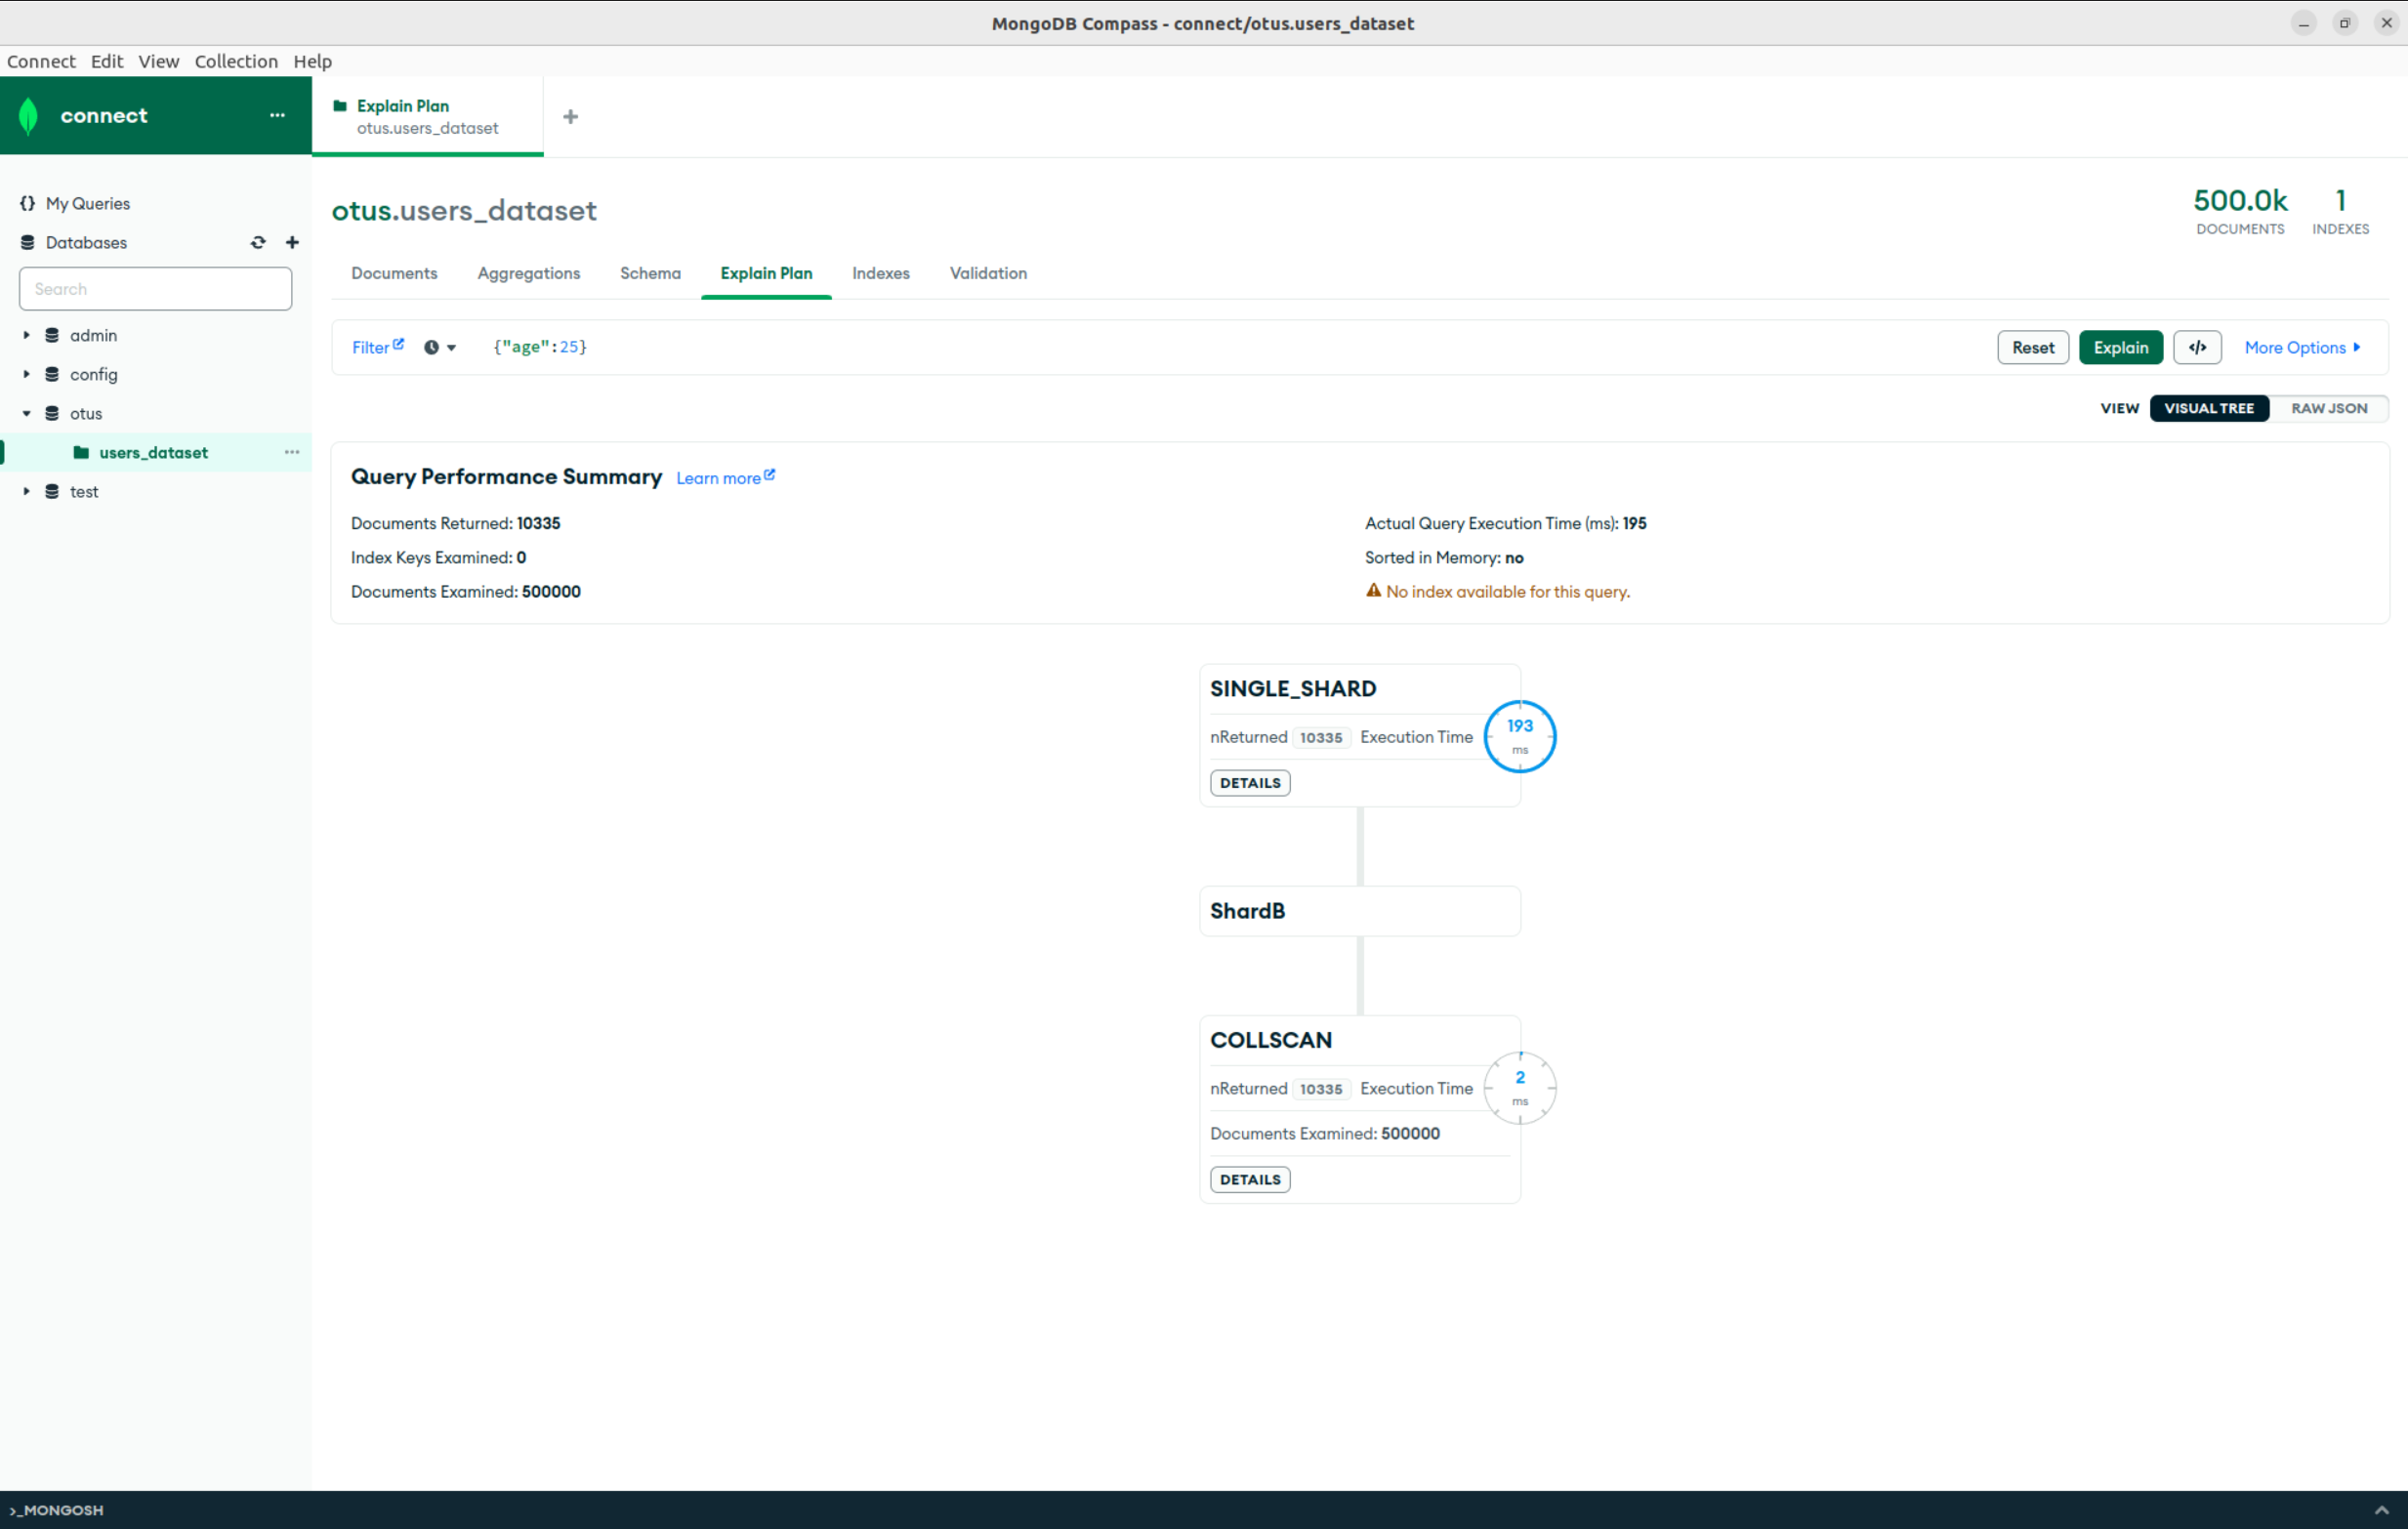 MongoDB Compass - connect/otus.users_dataset
Connect Edit View Collection Help
connect
Explain Plan
otus.users_dataset
{} My Queries
Databases
Search
admin
config
otus
users_dataset
test
otus.users_dataset
500.0k
DOCUMENTS
1
INDEXES
Documents Aggregations Schema Explain Plan Indexes Validation
Filter {"age":25} Reset Explain </> More Options
VIEW VISUAL TREE RAW JSON
Query Performance Summary Learn more
Documents Returned: 10335
Index Keys Examined: 0
Documents Examined: 500000
Actual Query Execution Time (ms): 195
Sorted in Memory: no
No index available for this query.
SINGLE_SHARD
nReturned 10335 Execution Time 193 ms
DETAILS
ShardB
COLLSCAN
nReturned 10335 Execution Time 2 ms
Documents Examined: 500000
DETAILS
>_MONGOSH